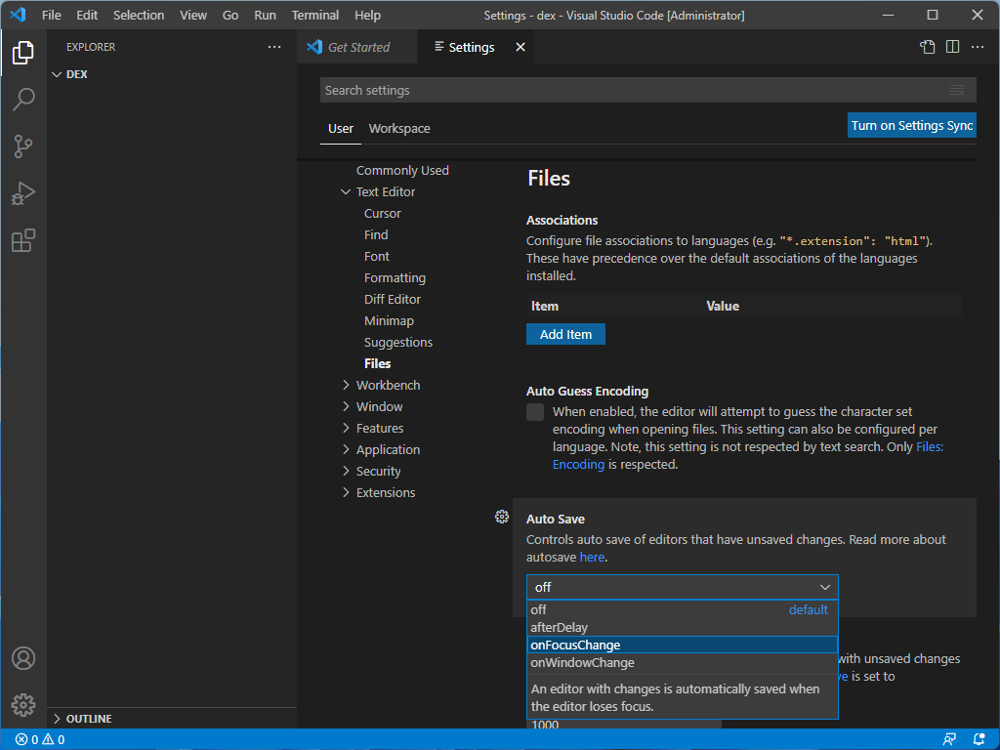 File Edit Selection View Go Run Terminal Help Settings - dex - Visual Studio Code [Administrator]
EXPLORER
DEX
Get Started Settings
Search settings
User Workspace
Turn on Settings Sync
Commonly Used
Text Editor
Cursor
Find
Font
Formatting
Diff Editor
Minimap
Suggestions
Files
Workbench
Window
Features
Application
Security
Extensions
Files
Associations
Configure file associations to languages (e.g. "*.extension": "html").
These have precedence over the default associations of the languages
installed.
Item Value
Add Item
Auto Guess Encoding
When enabled, the editor will attempt to guess the character set
encoding when opening files. This setting can also be configured per
language. Note, this setting is not respected by text search. Only Files:
Encoding is respected.
Auto Save
Controls auto save of editors that have unsaved changes. Read more about
autosave here.
off
off default
afterDelay
onFocusChange
onWindowChange
An editor with changes is automatically saved when
the editor loses focus.
with unsaved changes
is set to
1000
OUTLINE
0 0